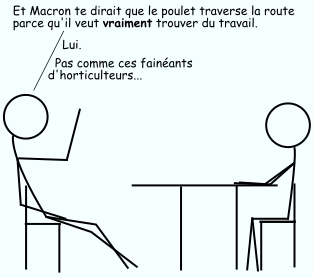 Et Macron te dirait que le poulet traverse la route
parce qu'il veut vraiment trouver du travail.
Lui.
Pas comme ces fainéants
d'horticulteurs...